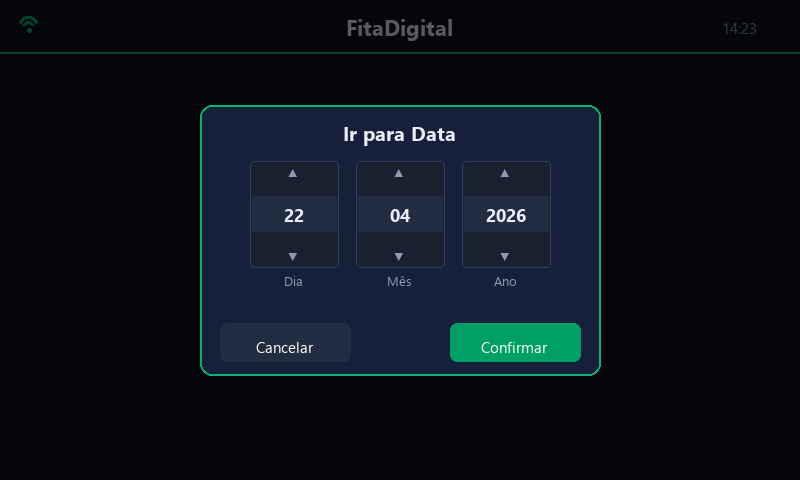 FitaDigital
14:23
Ir para Data
▲ ▲ ▲
22 04 2026
▼ ▼ ▼
Dia Mês Ano
Cancelar Confirmar